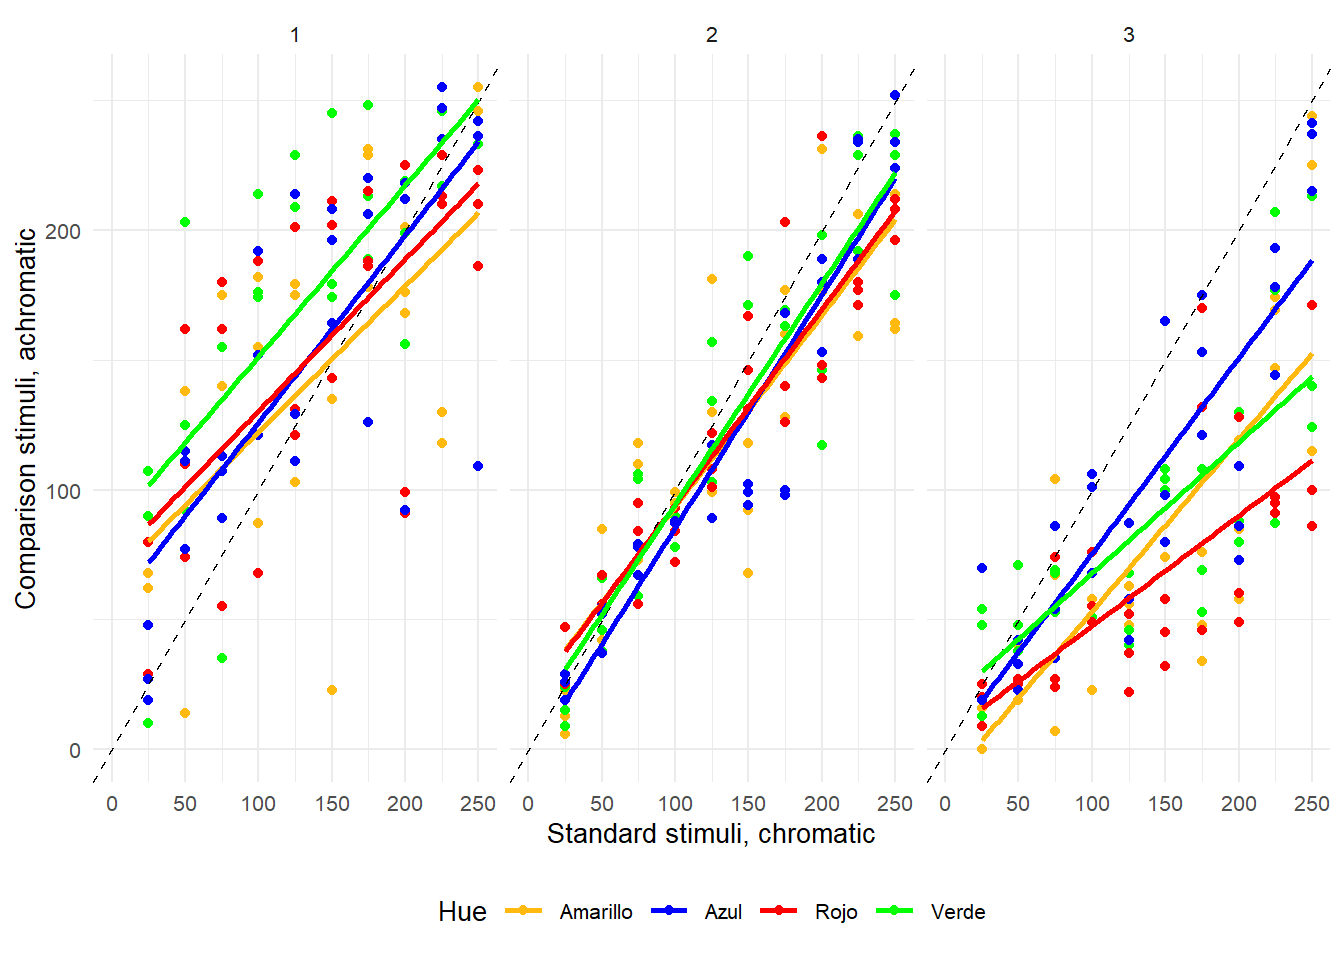 1 2 3
Comparison stimuli, achromatic
200
100
0
0 50 100 150 200 250 0 50 100 150 200 250 0 50 100 150 200 250
Standard stimuli, chromatic
Hue Amarillo Azul Rojo Verde